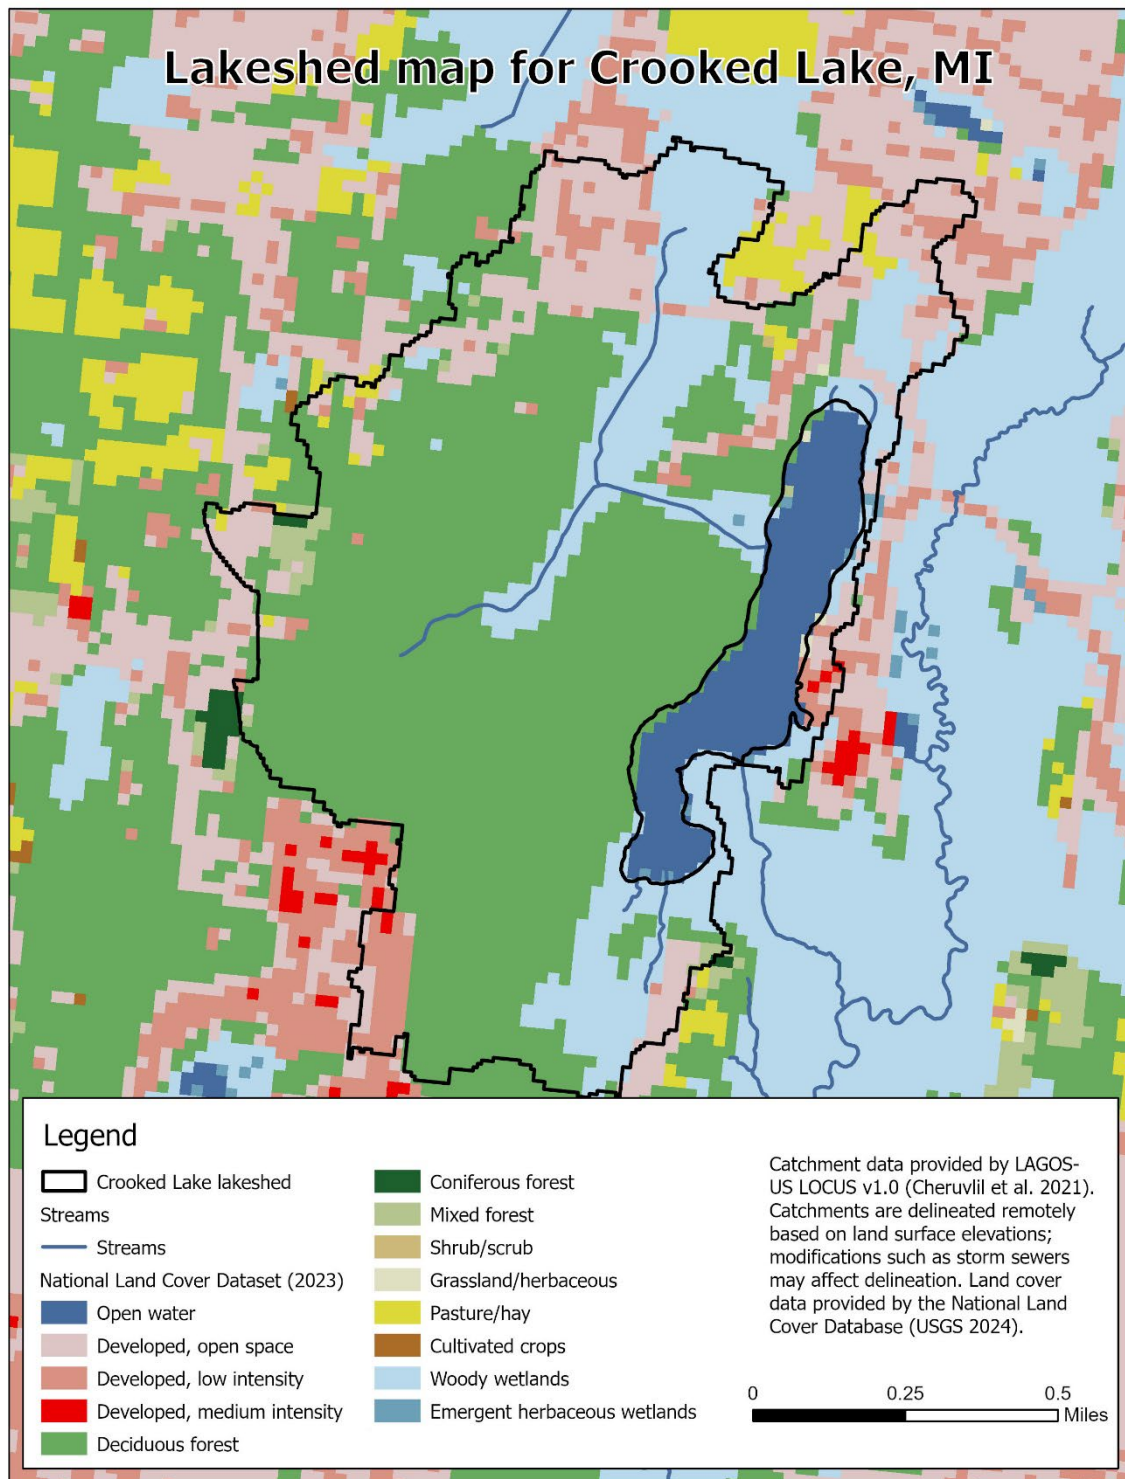 Lakeshed map for Crooked Lake, MI
Legend
Crooked Lake lakeshed
Streams
Streams
National Land Cover Dataset (2023)
Open water
Developed, open space
Developed, low intensity
Developed, medium intensity
Deciduous forest
Coniferous forest
Mixed forest
Shrub/scrub
Grassland/herbaceous
Pasture/hay
Cultivated crops
Woody wetlands
Emergent herbaceous wetlands
Catchment data provided by LAGOS-
US LOCUS v1.0 (Cheruvlil et al. 2021).
Catchments are delineated remotely
based on land surface elevations;
modifications such as storm sewers
may affect delineation. Land cover
data provided by the National Land
Cover Database (USGS 2024).
0 0.25 0.5
Miles